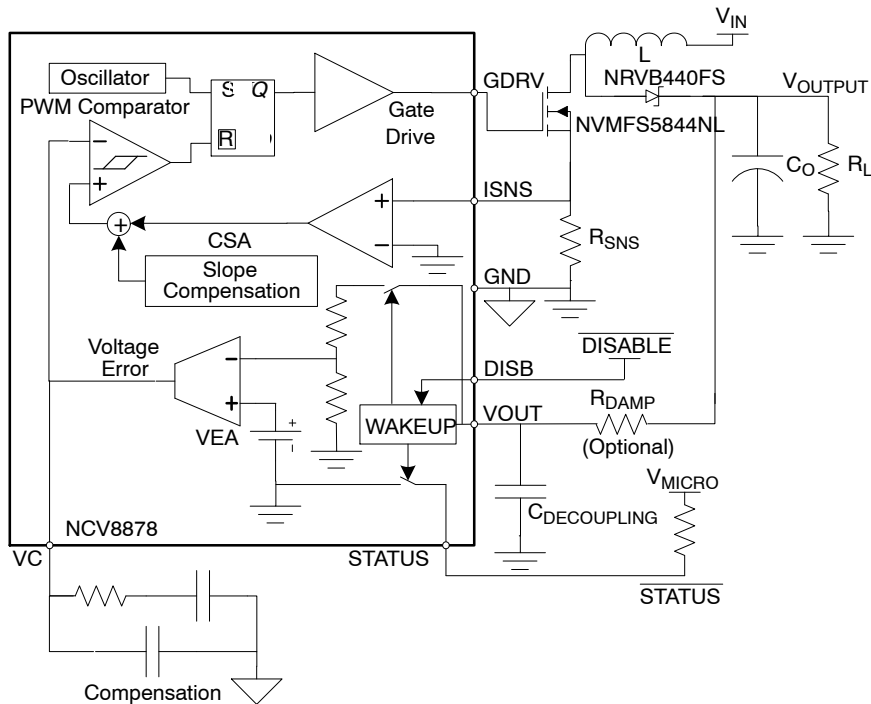 V_IN
L
NRVB440FS
V_OUTPUT
GDRV
Oscillator
S Q
PWM Comparator
Gate
Drive
NVMFS5844NL
R
−
+
C_O
R_L
ISNS
+
+
CSA
−
R_SNS
Slope
Compensation
GND
DISABLE
Voltage
Error
−
DISB
R_DAMP
+
WAKEUP
VOUT
(Optional)
VEA
+
−
V_MICRO
C_DECOUPLING
NCV8878
VC
STATUS
STATUS
Compensation